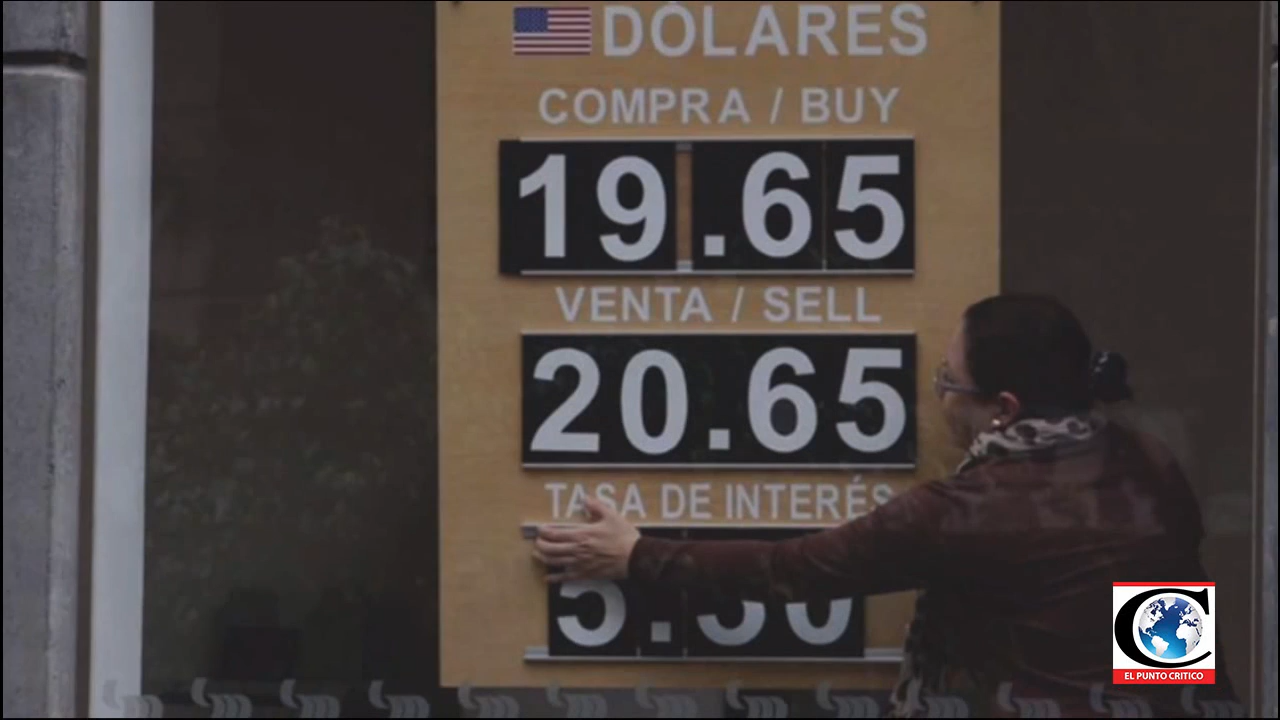 DÓLARES
COMPRA / BUY
19.65
VENTA / SELL
20.65
TASA DE INTERÉS
C
EL PUNTO CRITICO